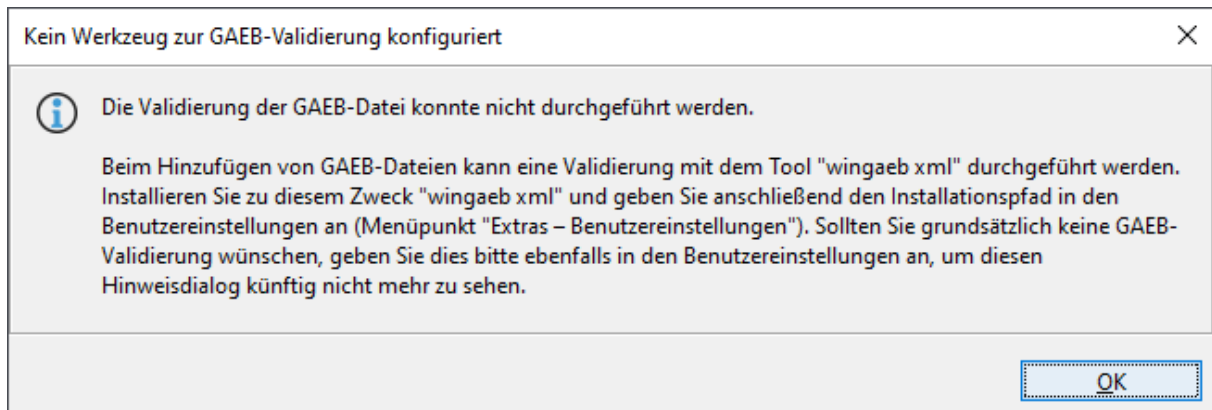 Kein Werkzeug zur GAEB-Validierung konfiguriert
Die Validierung der GAEB-Datei konnte nicht durchgeführt werden.
Beim Hinzufügen von GAEB-Dateien kann eine Validierung mit dem Tool "wingaeb xml" durchgeführt werden.
Installieren Sie zu diesem Zweck "wingaeb xml" und geben Sie anschließend den Installationspfad in den
Benutzereinstellungen an (Menüpunkt "Extras – Benutzereinstellungen"). Sollten Sie grundsätzlich keine GAEB-
Validierung wünschen, geben Sie dies bitte ebenfalls in den Benutzereinstellungen an, um diesen
Hinweisdialog künftig nicht mehr zu sehen.
OK